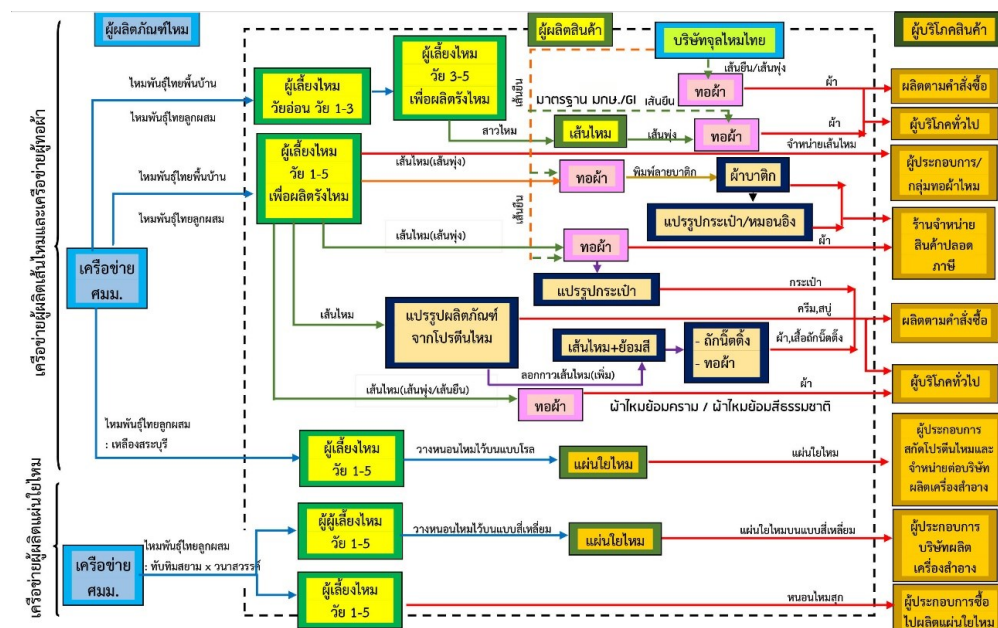 ผู้ผลิตภัณฑ์ไหม
ผู้ผลิตสินค้า
ผู้บริโภคสินค้า
เครือข่ายผู้ผลิตเส้นไหมและเครือข่ายผู้ทอผ้า
บริษัทจุลไหมไทย
เส้นยืน/เส้นพุ่ง
ไหมพันธุ์ไทยพื้นบ้าน
ไหมพันธุ์ไทยลูกผสม
ผู้เลี้ยงไหม
วัยอ่อน วัย 1-3
ผู้เลี้ยงไหม
วัย 3-5
เพื่อผลิตรังไหม
เส้นยืน
มาตรฐาน มกษ./GI
เส้นยืน
ทอผ้า
ผ้า
ผลิตตามคำสั่งซื้อ
สาวไหม
เส้นไหม
เส้นพุ่ง
ทอผ้า
ผ้า
ผู้บริโภคทั่วไป
จำหน่ายเส้นไหม
ไหมพันธุ์ไทยพื้นบ้าน
ไหมพันธุ์ไทยลูกผสม
ผู้เลี้ยงไหม
วัย 1-5
เพื่อผลิตรังไหม
เส้นไหม(เส้นพุ่ง)
ทอผ้า
พิมพ์ลายบาติก
ผ้าบาติก
ผู้ประกอบการ/
กลุ่มทอผ้าไหม
เส้นยืน
แปรรูปกระเป๋า/หมอนอิง
เส้นไหม(เส้นพุ่ง)
ทอผ้า
ผ้า
ร้านจำหน่าย
สินค้าปลอด
ภาษี
เครือข่าย
ศมม.
แปรรูปกระเป๋า
กระเป๋า
เส้นไหม
แปรรูปผลิตภัณฑ์
จากโปรตีนไหม
ครีม,สบู่
ผลิตตามคำสั่งซื้อ
เส้นไหม+ย้อมสี
- ถักนิ๊ตติ้ง
- ทอผ้า
ผ้า,เสื้อถักนิ๊ตติ้ง
ลอกกาวเส้นไหม(เพิ่ม)
ผู้บริโภคทั่วไป
เส้นไหม(เส้นพุ่ง/เส้นยืน)
ทอผ้า
ผ้า
ผ้าไหมย้อมคราม / ผ้าไหมย้อมสีธรรมชาติ
ไหมพันธุ์ไทยลูกผสม
: เหลืองสระบุรี
ผู้เลี้ยงไหม
วัย 1-5
วางหนอนไหมไว้บนแบบโรล
แผ่นใยไหม
แผ่นใยไหม
ผู้ประกอบการ
สกัดโปรตีนไหมและ
จำหน่ายต่อบริษัท
ผลิตเครื่องสำอาง
เครือข่ายผู้ผลิตแผ่นใยไหม
เครือข่าย
ศมม.
ไหมพันธุ์ไทยลูกผสม
: ทับทิมสยาม x วนาสวรรค์
ผู้ผู้เลี้ยงไหม
วัย 1-5
วางหนอนไหมไว้บนแบบสี่เหลี่ยม
แผ่นใยไหม
แผ่นใยไหมบนแบบสี่เหลี่ยม
ผู้ประกอบการ
บริษัทผลิต
เครื่องสำอาง
ผู้เลี้ยงไหม
วัย 1-5
หนอนไหมสุก
ผู้ประกอบการซื้อ
ไปผลิตแผ่นใยไหม